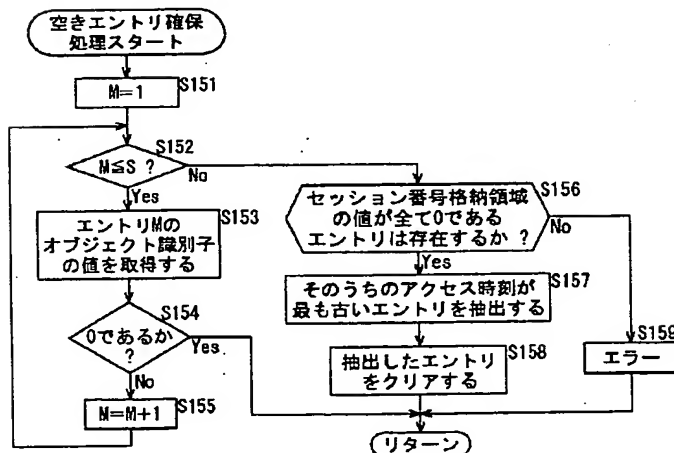 空きエントリ確保
処理スタート
M=1
S151
M≦S ?
S152
No
Yes
エントリMの
オブジェクト識別子
の値を取得する
S153
0であるか
?
S154
Yes
No
M=M+1
S155
セッション番号格納領域
の値が全て0である
エントリは存在するか ?
S156
No
Yes
そのうちのアクセス時刻が
最も古いエントリを抽出する
S157
抽出したエントリ
をクリアする
S158
エラー
S159
リターン